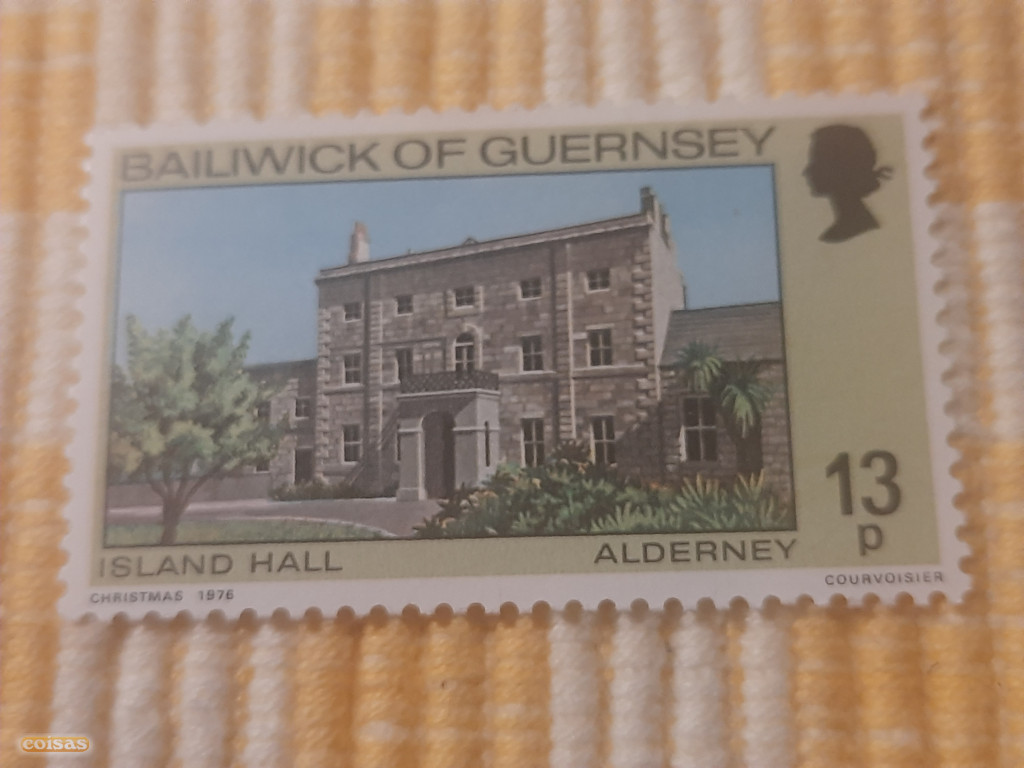 BAILIWICK OF GUERNSEY
13
p
ISLAND HALL
ALDERNEY
CHRISTMAS 1976
COURVOISIER
coisas